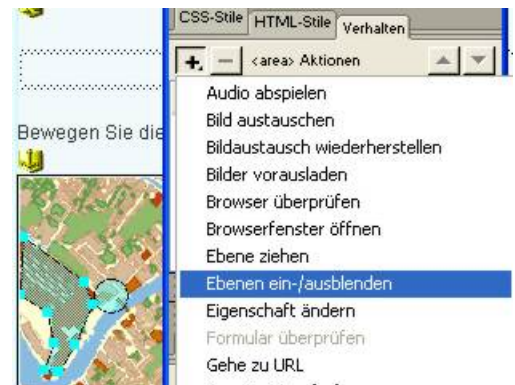 CSS-Stile HTML-Stile Verhalten
<area> Aktionen
Audio abspielen
Bild austauschen
Bildaustausch wiederherstellen
Bilder vorausladen
Browser überprüfen
Browserfenster öffnen
Ebene ziehen
Ebenen ein-/ausblenden
Eigenschaft ändern
Formular überprüfen
Gehe zu URL
Bewegen Sie die